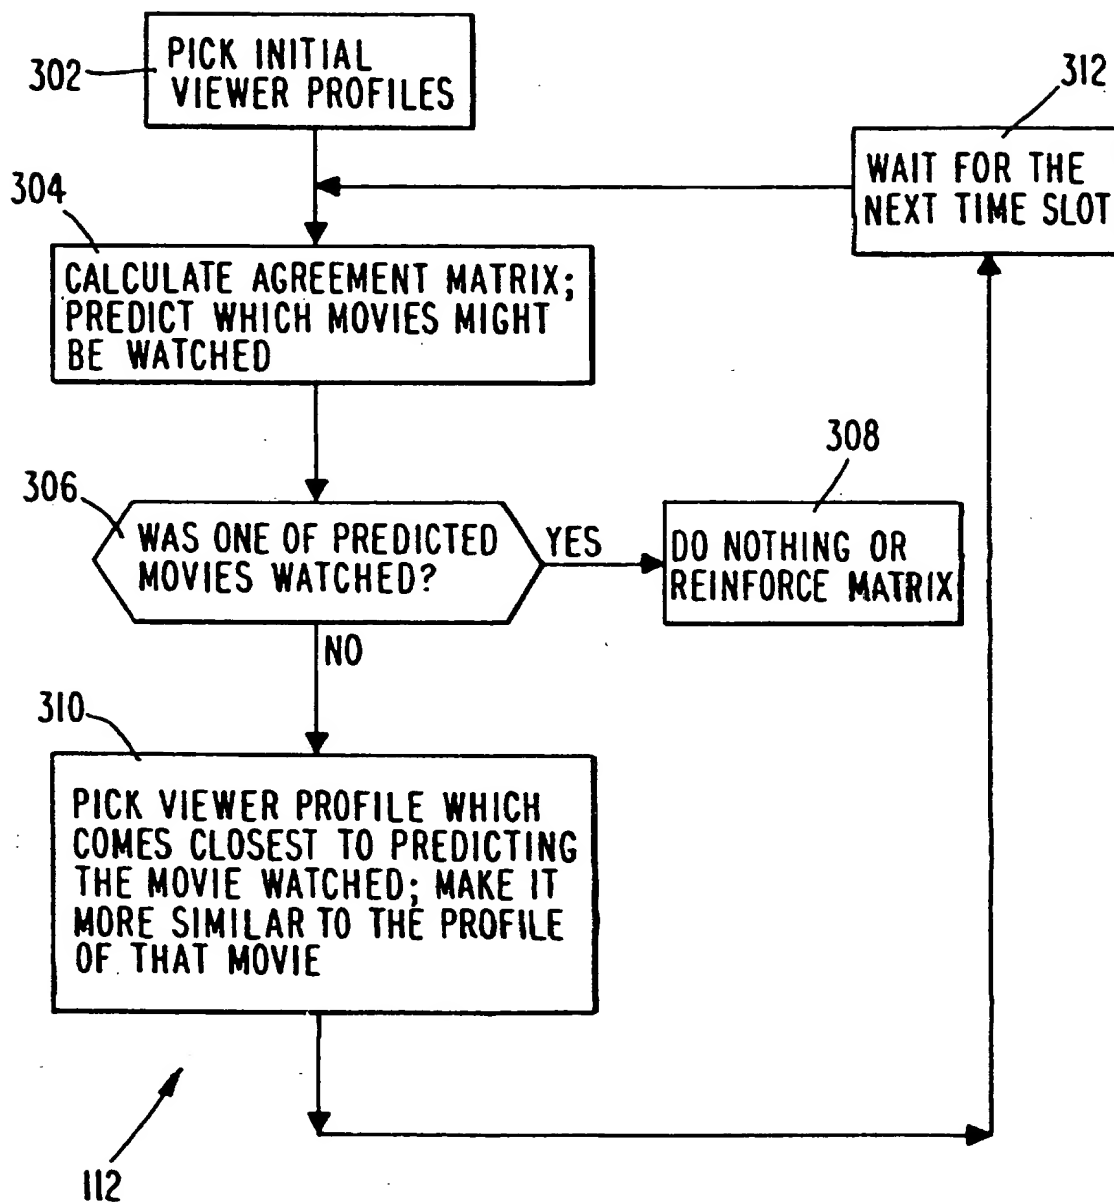 302
PICK INITIAL
VIEWER PROFILES
312
WAIT FOR THE
NEXT TIME SLOT
304
CALCULATE AGREEMENT MATRIX;
PREDICT WHICH MOVIES MIGHT
BE WATCHED
306
WAS ONE OF PREDICTED
MOVIES WATCHED?
YES
308
DO NOTHING OR
REINFORCE MATRIX
NO
310
PICK VIEWER PROFILE WHICH
COMES CLOSEST TO PREDICTING
THE MOVIE WATCHED; MAKE IT
MORE SIMILAR TO THE PROFILE
OF THAT MOVIE
112